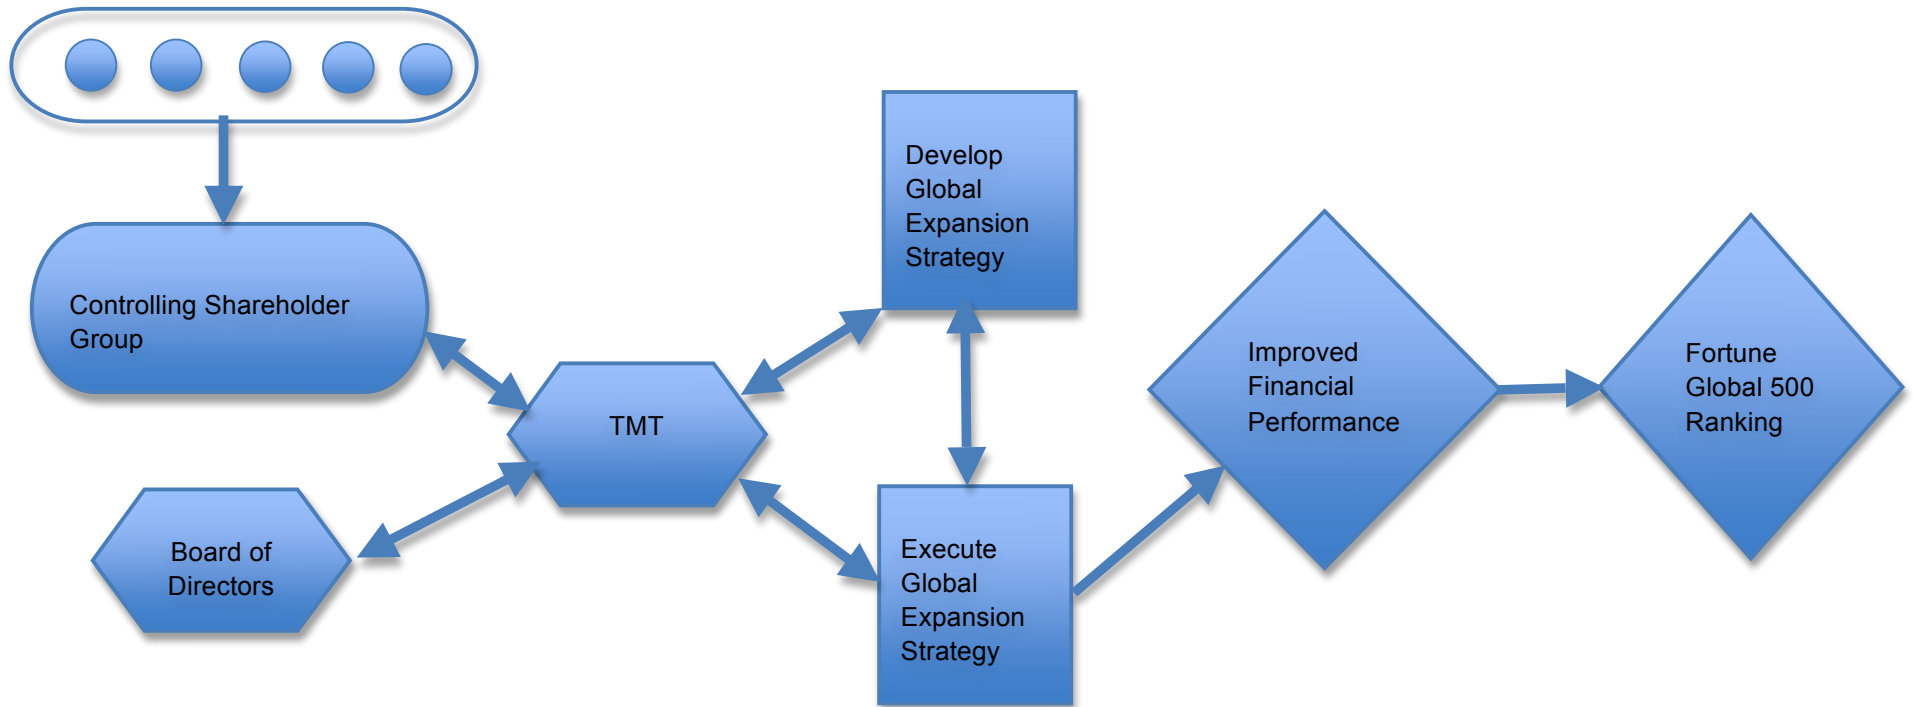 Controlling Shareholder
Group
Board of
Directors
TMT
Develop
Global
Expansion
Strategy
Execute
Global
Expansion
Strategy
Improved
Financial
Performance
Fortune
Global 500
Ranking